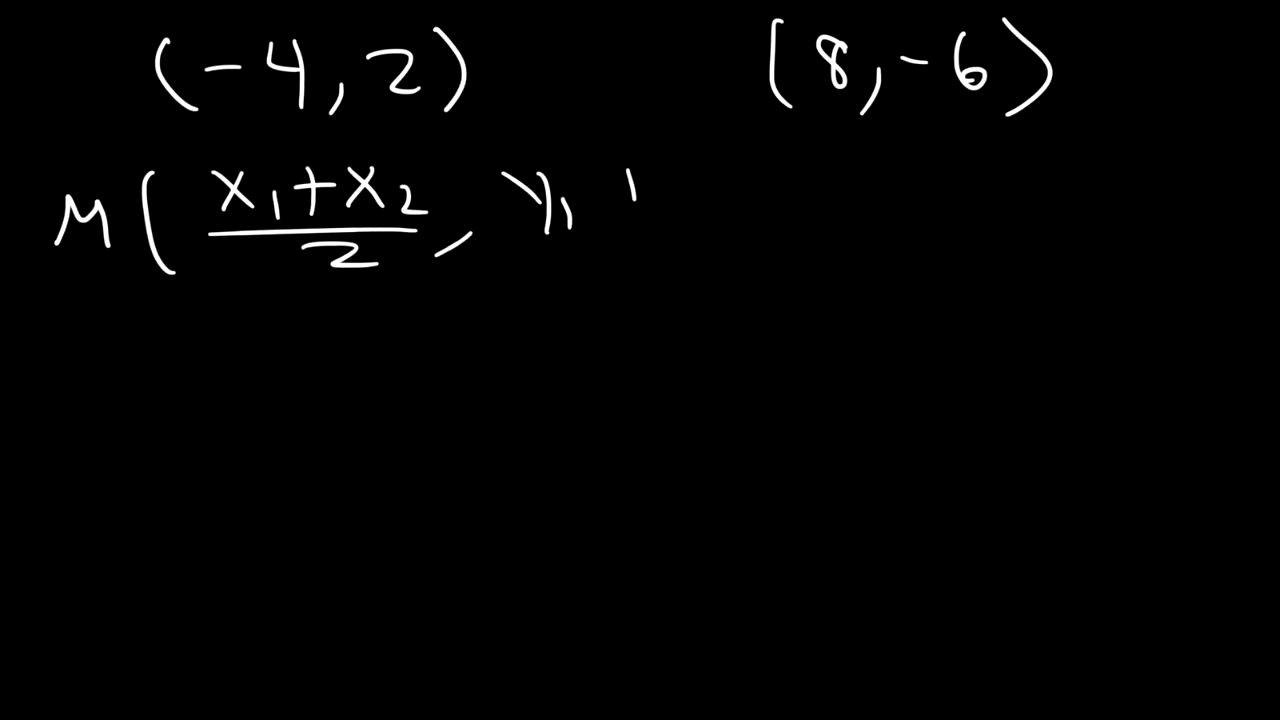 (-4, 2) (8, -6)
M( x₁+x₂/2 , y₁